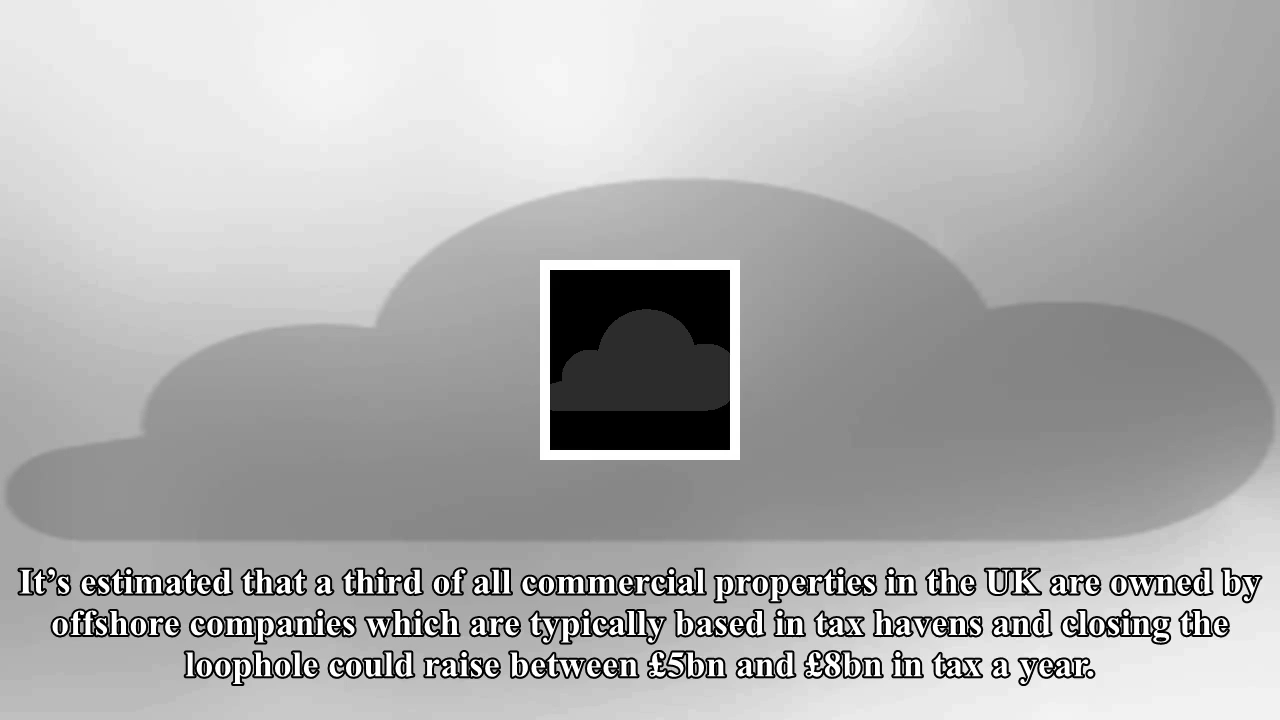 It’s estimated that a third of all commercial properties in the UK are owned by
offshore companies which are typically based in tax havens and closing the
loophole could raise between £5bn and £8bn in tax a year.